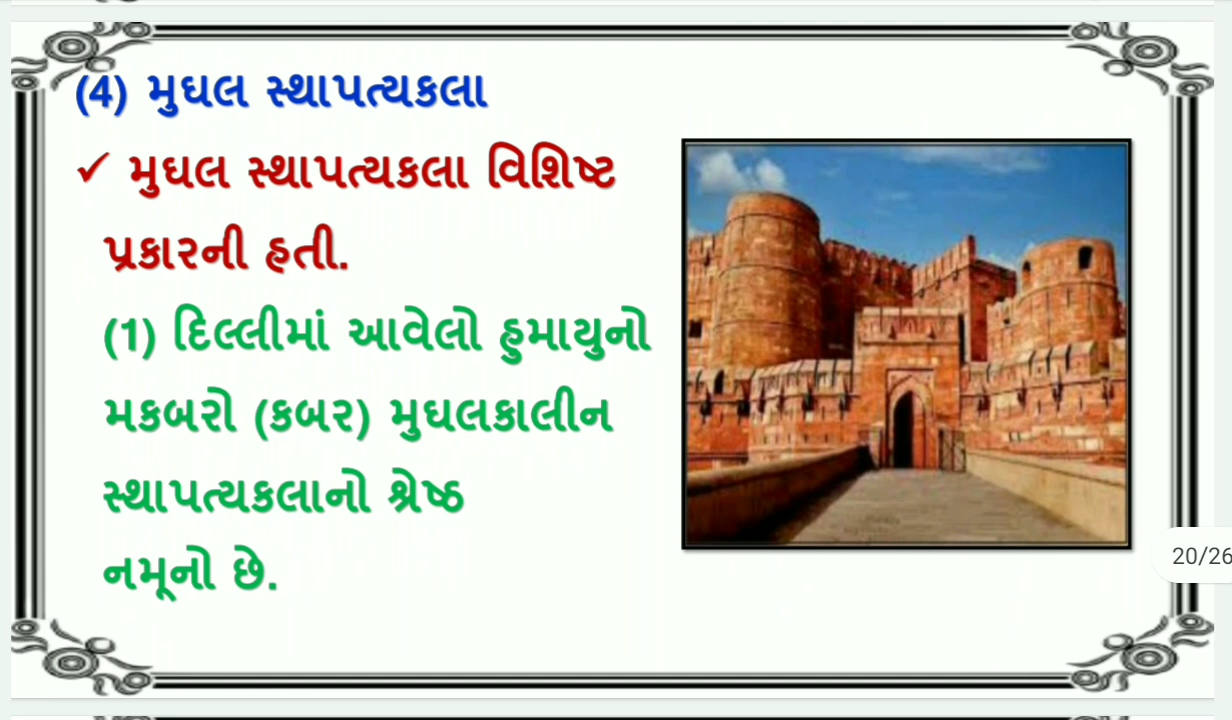 (4) મુઘલ સ્થાપત્યકલા
✓ મુઘલ સ્થાપત્યકલા વિશિષ્ટ
પ્રકારની હતી.
(1) દિલ્લીમાં આવેલો હુમાયુનો
મકબરો (કબર) મુઘલકાલીન
સ્થાપત્યકલાનો શ્રેષ્ઠ
નમૂનો છે.
20/26